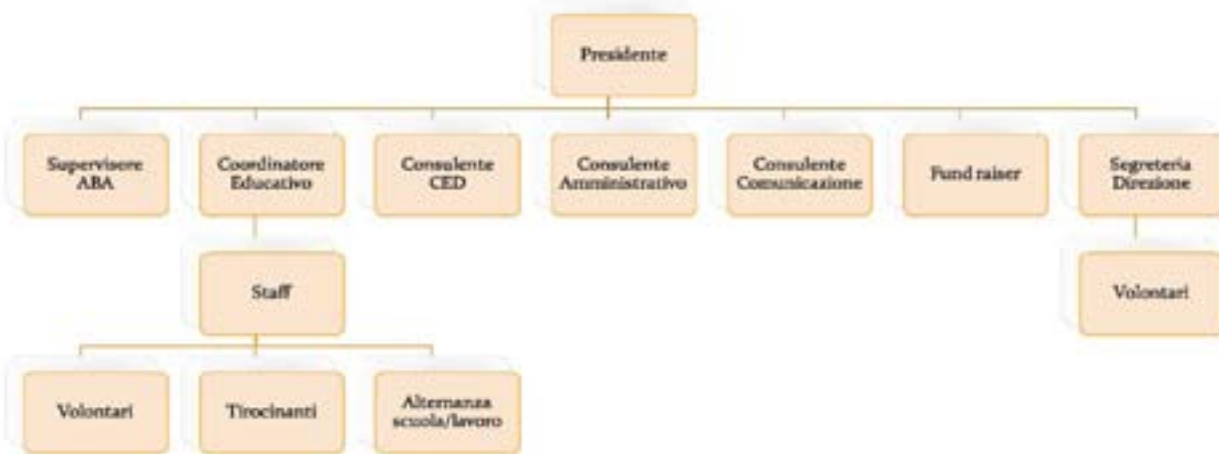 Presidente
Supervisore
ABA
Coordinatore
Educativo
Consulente
CED
Consulente
Amministrativo
Consulente
Comunicazione
Fund raiser
Segreteria
Direzione
Staff
Volontari
Volontari
Tirocinanti
Alternanza
scuola/lavoro